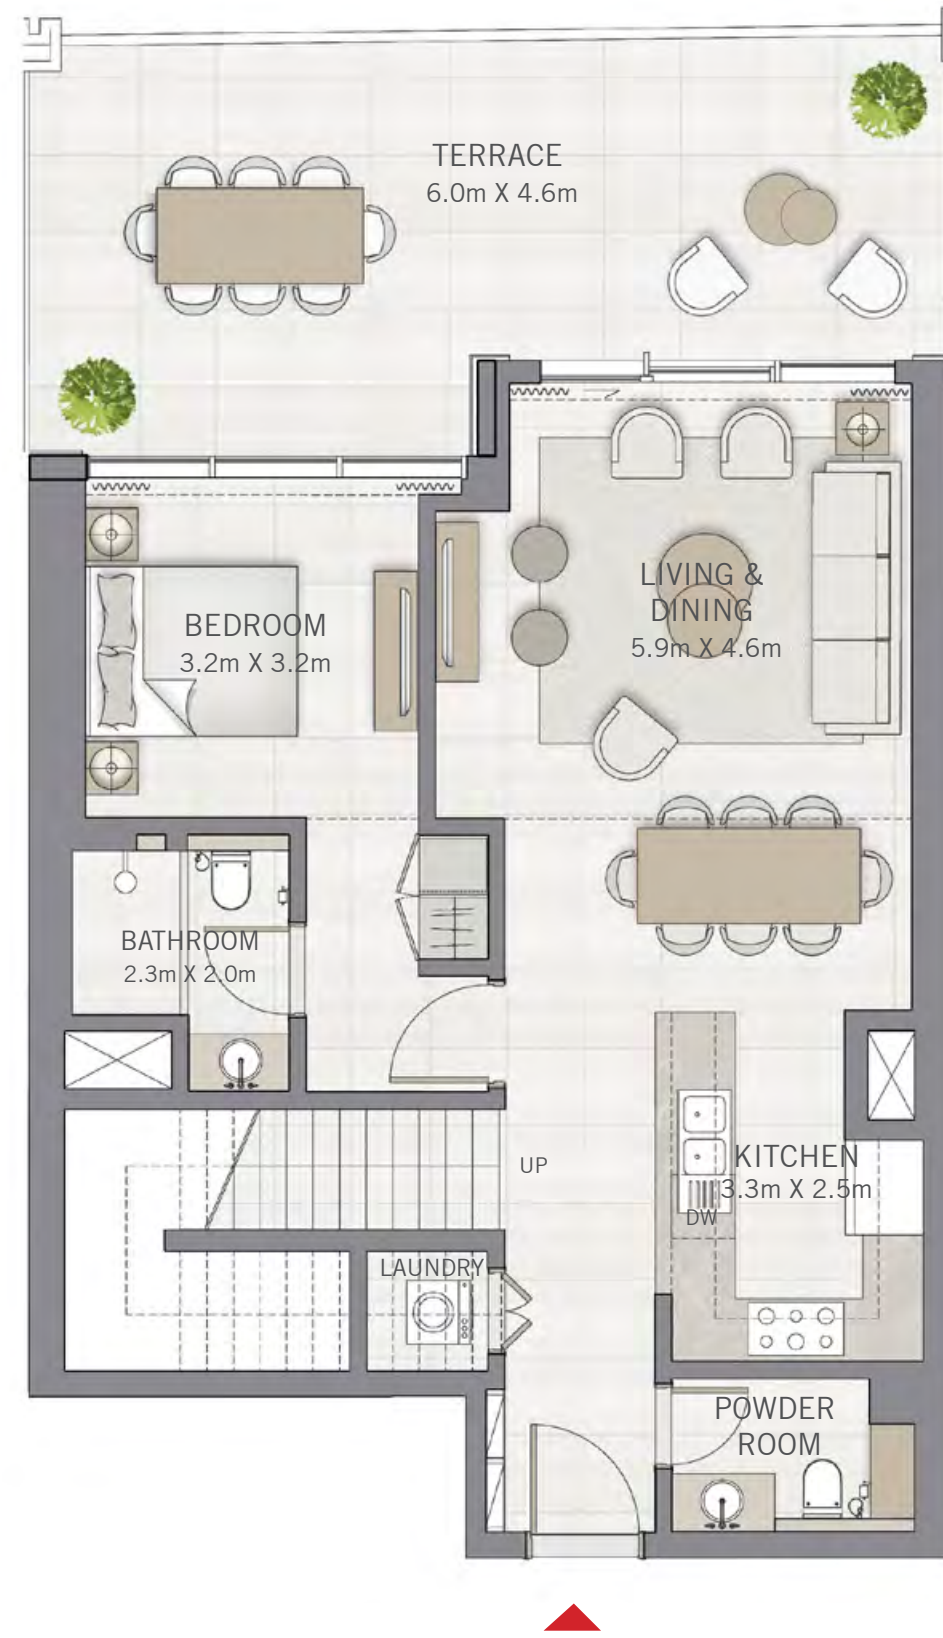 TERRACE
6.0m X 4.6m
LIVING &
DINING
5.9m X 4.6m
BEDROOM
3.2m X 3.2m
BATHROOM
2.3m X 2.0m
UP
KITCHEN
3.3m X 2.5m
DW
LAUNDRY
POWDER
ROOM